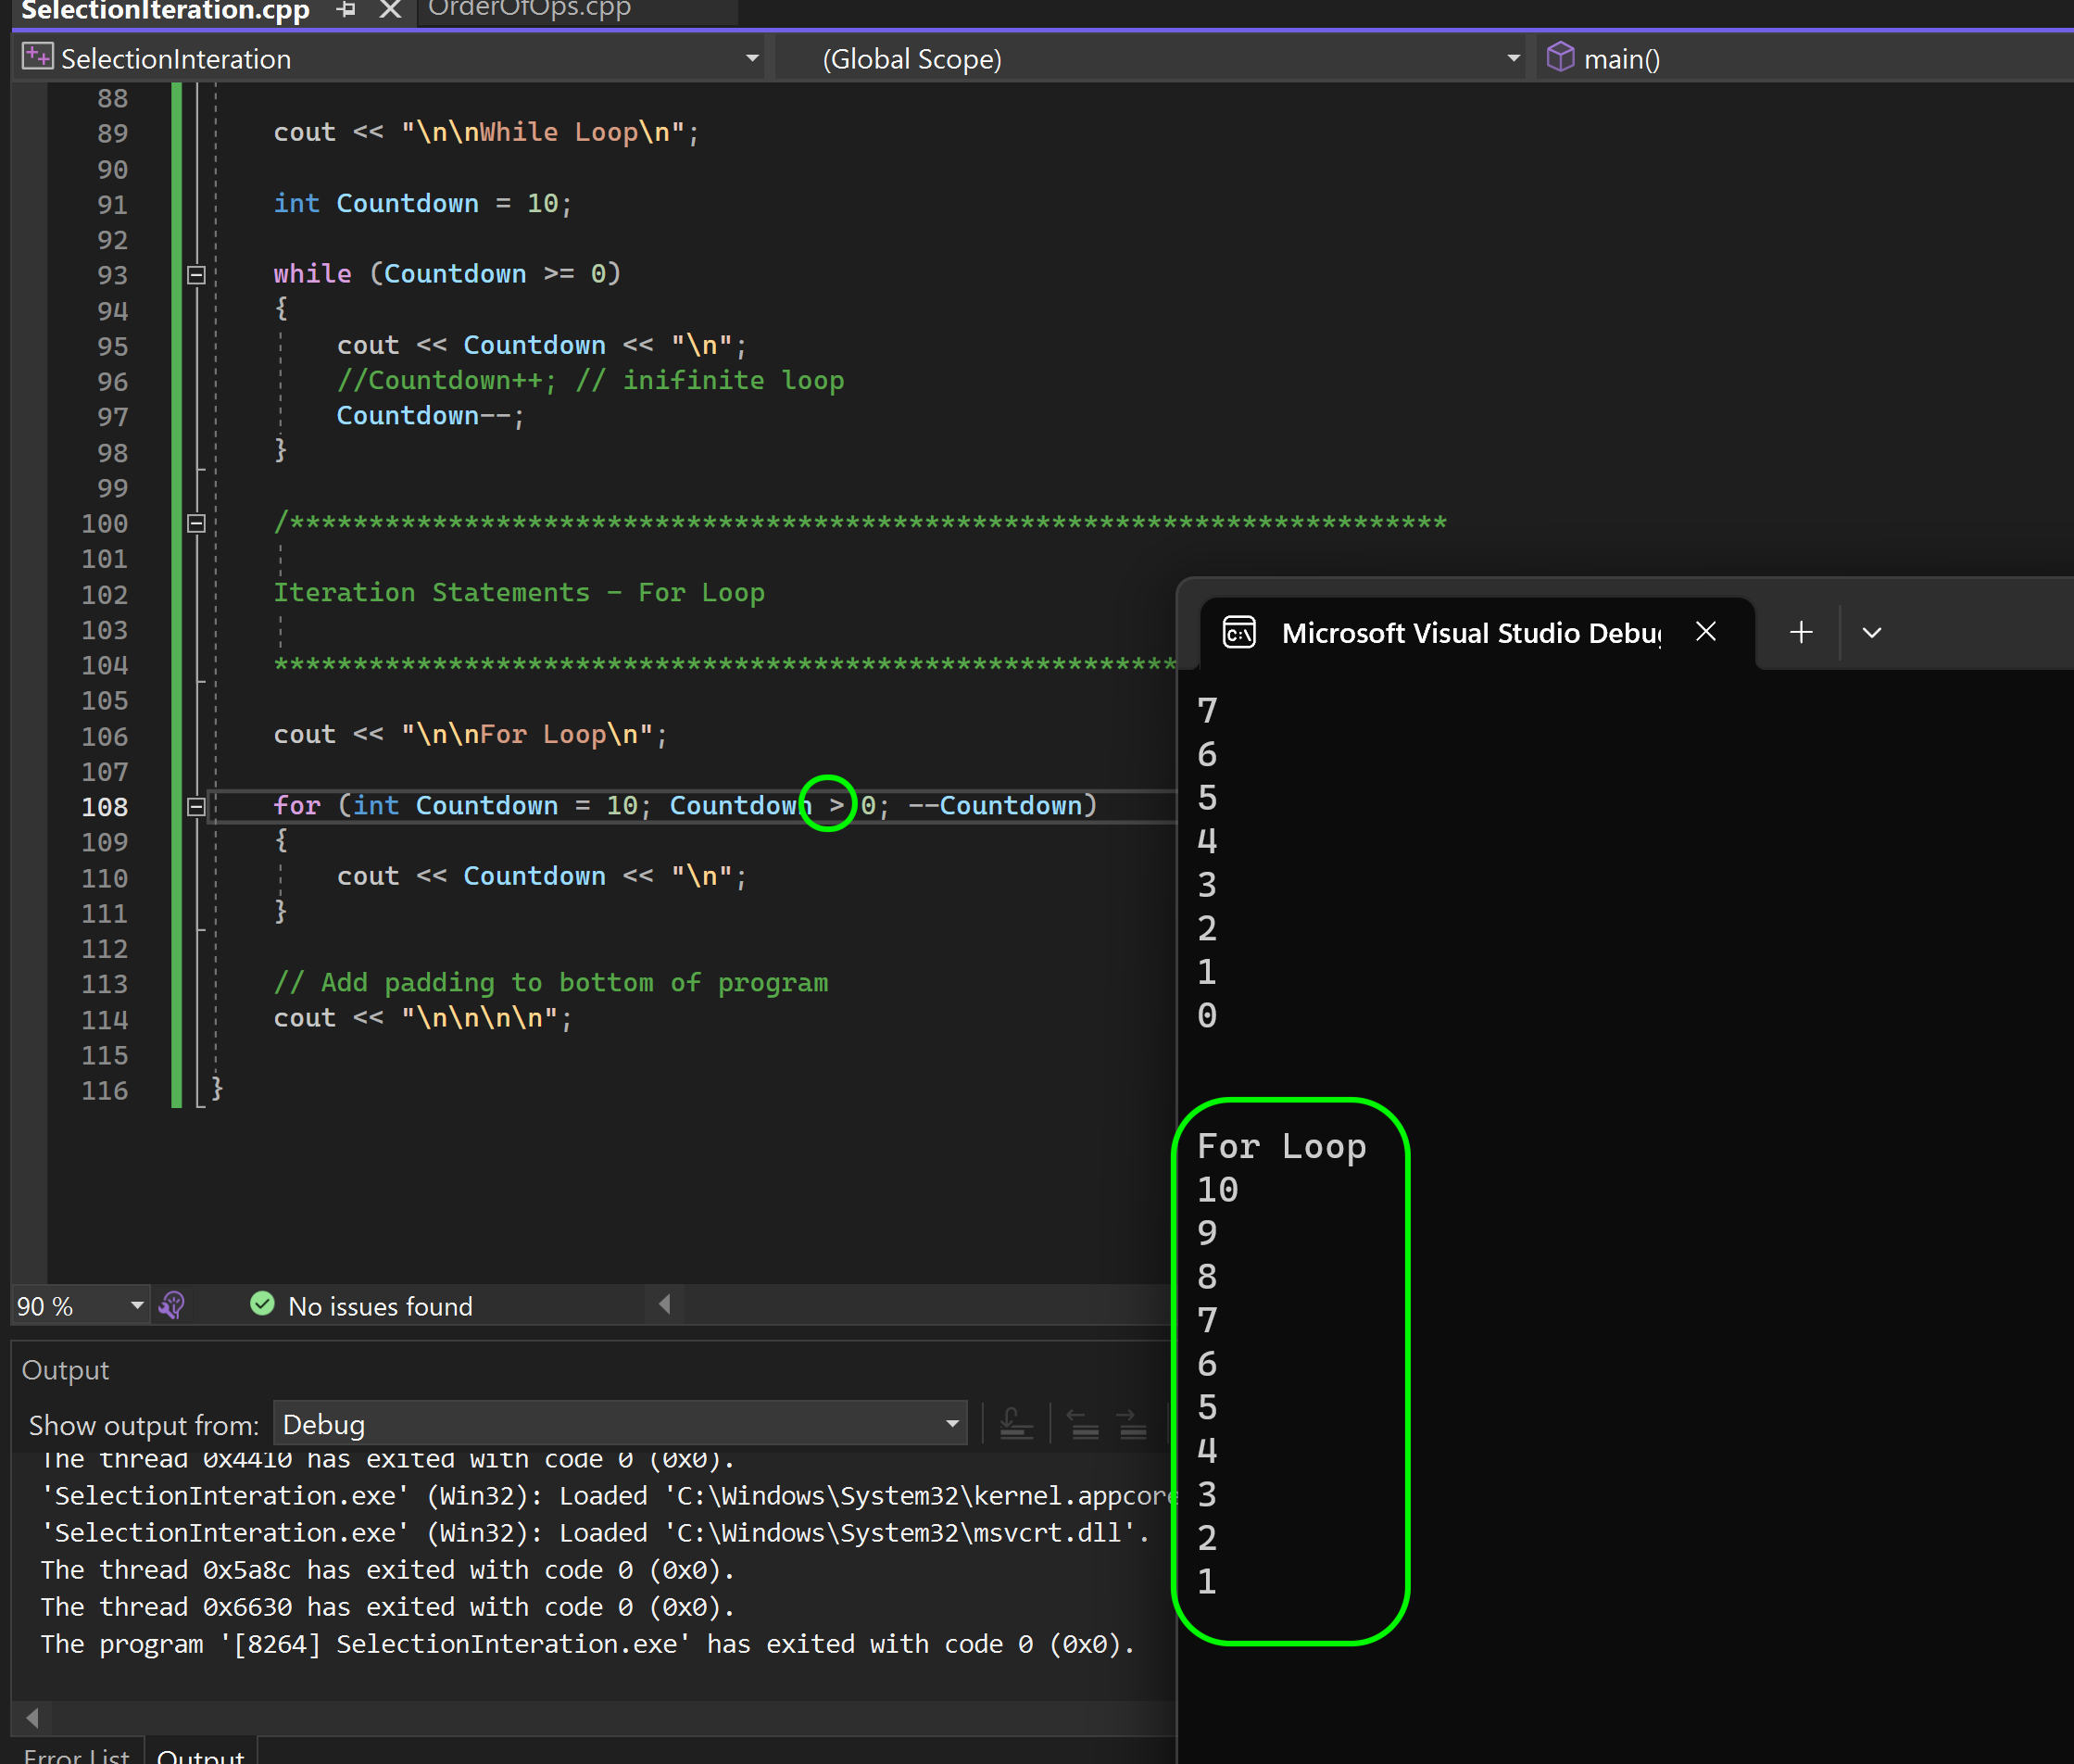 SelectionIteration.cpp OrderOfOps.cpp
SelectionInteration (Global Scope) main()
88
89 cout << "\n\nWhile Loop\n";
90
91 int Countdown = 10;
92
93 while (Countdown >= 0)
94 {
95 cout << Countdown << "\n";
96 //Countdown++; // inifinite loop
97 Countdown--;
98 }
99
100 /*************************************************************************
101
102 Iteration Statements - For Loop
103
104 *********************************************************
105
106 cout << "\n\nFor Loop\n";
107
108 for (int Countdown = 10; Countdown > 0; --Countdown)
109 {
110 cout << Countdown << "\n";
111 }
112
113 // Add padding to bottom of program
114 cout << "\n\n\n\n";
115
116 }
90 % No issues found
Output
Show output from: Debug
The thread 0x4410 has exited with code 0 (0x0).
'SelectionInteration.exe' (Win32): Loaded 'C:\Windows\System32\kernel.appcore
'SelectionInteration.exe' (Win32): Loaded 'C:\Windows\System32\msvcrt.dll'.
The thread 0x5a8c has exited with code 0 (0x0).
The thread 0x6630 has exited with code 0 (0x0).
The program '[8264] SelectionInteration.exe' has exited with code 0 (0x0).
Error List Output
Microsoft Visual Studio Debu
7
6
5
4
3
2
1
0
For Loop
10
9
8
7
6
5
4
3
2
1